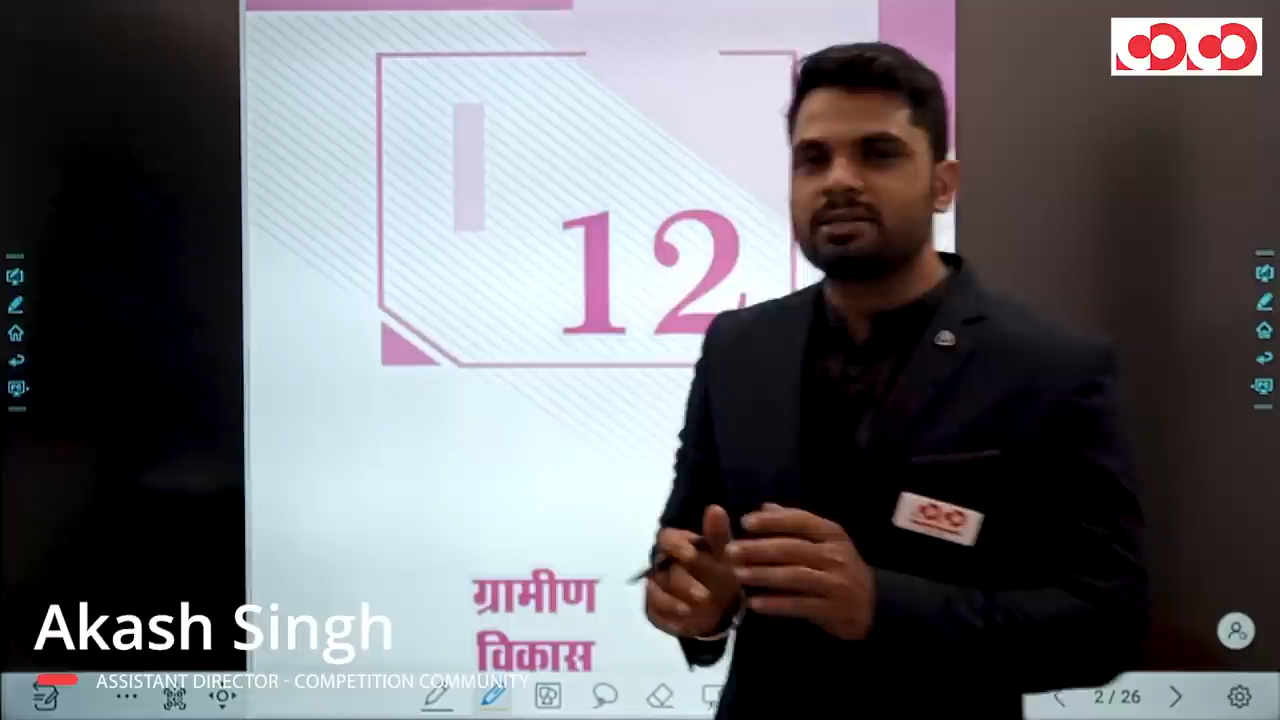 12
ग्रामीण
विकास
Akash Singh
ASSISTANT DIRECTOR - COMPETITION COMMUNITY
2 / 26